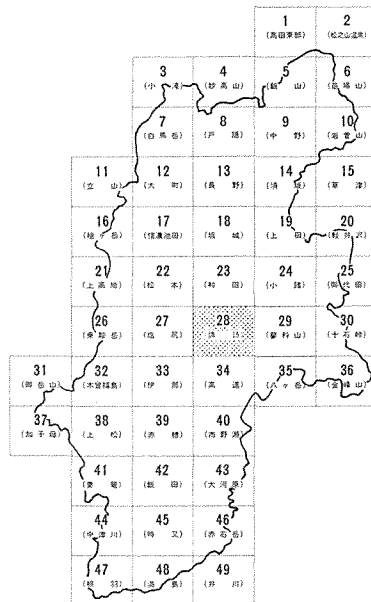 1 2
(高田東部) (松之山温泉)
3 4 5 6
(小滝) (妙高山) (飯山) (苗場山)
7 8 9 10
(白馬岳) (戸隠) (中野) (岩菅山)
11 12 13 14 15
(立山) (大町) (長野) (須坂) (草津)
16 17 18 19 20
(槍ヶ岳) (信濃池田) (坂城) (上田) (軽井沢)
21 22 23 24 25
(上高地) (松本) (和田) (小諸) (御代田)
26 27 28 29 30
(乗鞍岳) (塩尻) (蓼科山) (十石峠)
31 32 33 34 35 36
(御岳山) (木曽福島) (伊那) (高遠) (八ヶ岳) (金峰山)
37 38 39 40
(加子母) (上松) (赤穂) (市野瀬)
41 42 43
(妻籠) (飯田) (大河原)
44 45 46
(中津川) (時又) (赤石岳)
47 48 49
(根羽) (満島) (井川)